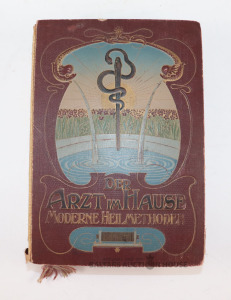 DER
ARZT IM HAUSE
MODERNE HEILMETHODEN